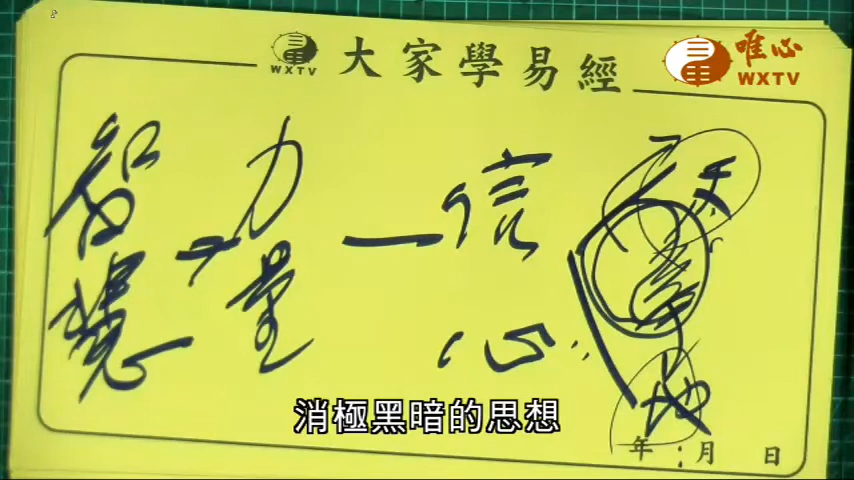 WXTV 大家學易經
唯心
WXTV
信心
力量
智慧
消極黑暗的思想
年 月 日